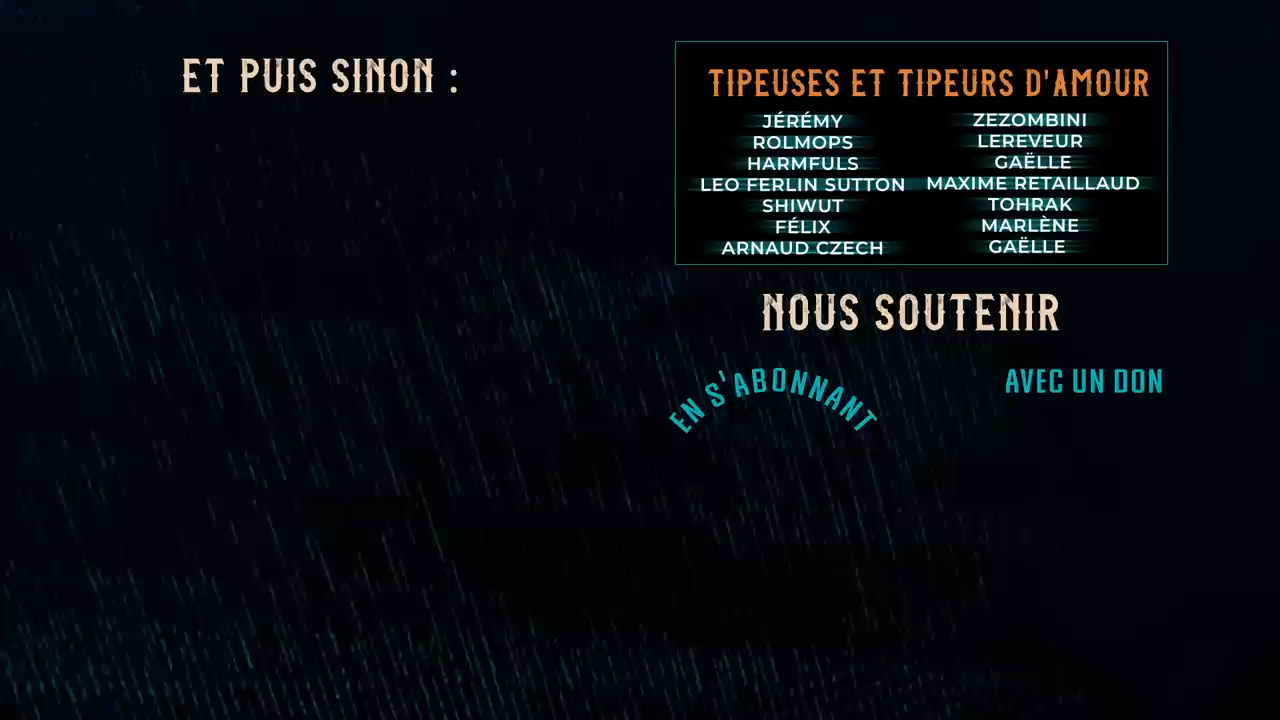 ET PUIS SINON :
TIPEUSES ET TIPEURS D'AMOUR
JÉRÉMY
ROLMOPS
HARMFULS
LEO FERLIN SUTTON
SHIWUT
FÉLIX
ARNAUD CZECH
ZEZOMBINI
LEREVEUR
GAËLLE
MAXIME RETAILLAUD
TOHRAK
MARLÈNE
GAËLLE
NOUS SOUTENIR
EN S'ABONNANT
AVEC UN DON